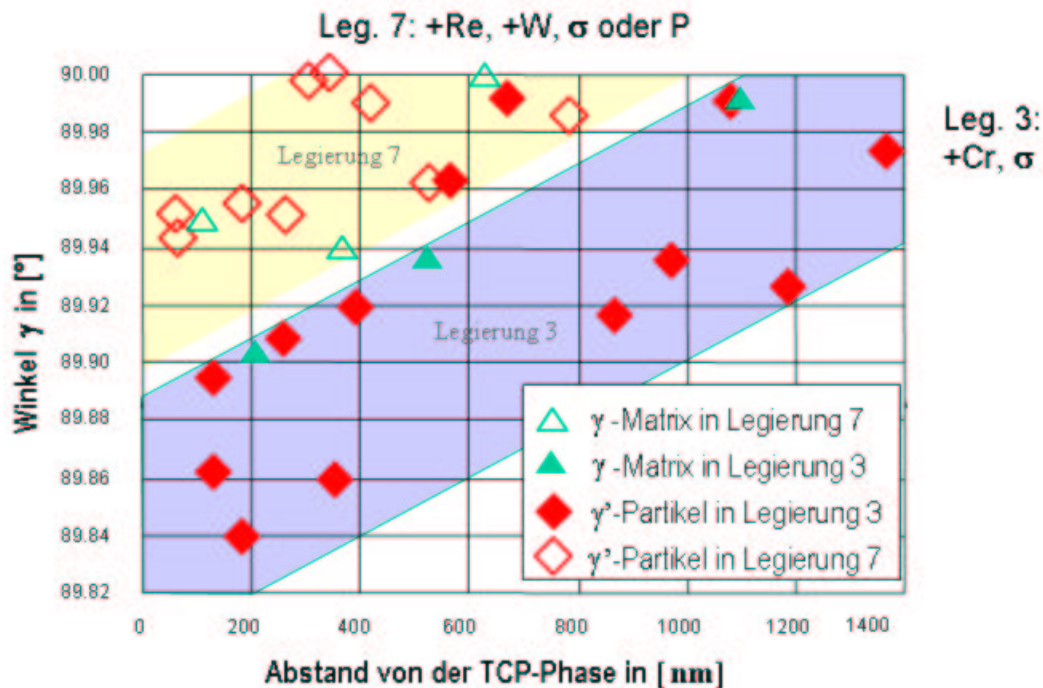 Leg. 7: +Re, +W, σ oder P
90.00
89.98
89.96
89.94
89.92
89.90
89.88
89.86
89.84
89.82
Winkel γ in [°]
Legierung 7
Legierung 3
Leg. 3:
+Cr, σ
γ -Matrix in Legierung 7
γ -Matrix in Legierung 3
γ’-Partikel in Legierung 3
γ’-Partikel in Legierung 7
0 200 400 600 800 1000 1200 1400
Abstand von der TCP-Phase in [ nm]